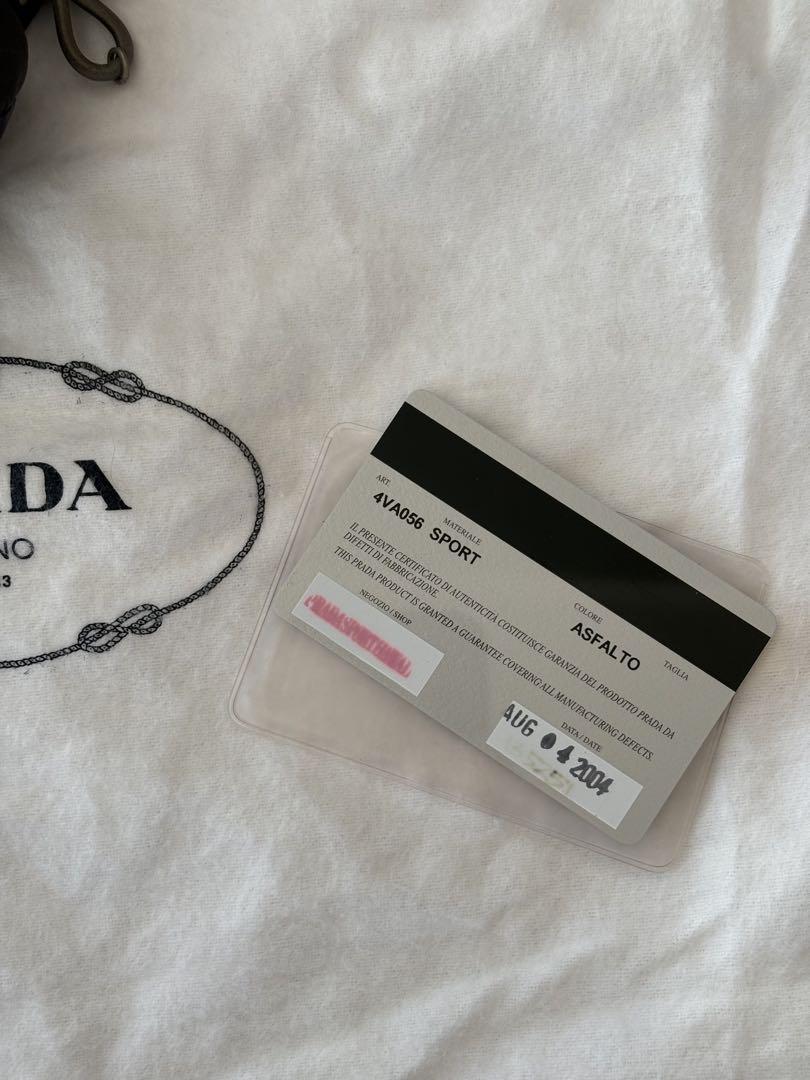 ADA
NO
3
ART.
4VA056
MATERIALE
SPORT
COLORE
ASFALTO
TAGLIA
IL PRESENTE CERTIFICATO DI AUTENTICITÀ COSTITUISCE GARANZIA DEL PRODOTTO PRADA DA
DIFETTI DI FABBRICAZIONE.
THIS PRADA PRODUCT IS GRANTED A GUARANTEE COVERING ALL MANUFACTURING DEFECTS.
NEGOZIO / SHOP
DATA / DATE
AUG 04 2004